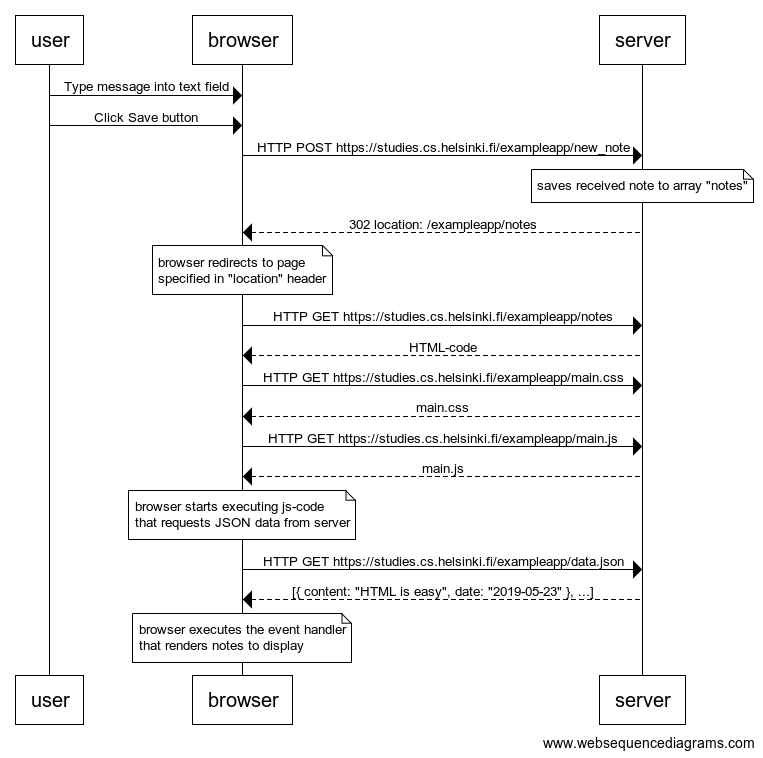 user
browser
server
Type message into text field
Click Save button
HTTP POST https://studies.cs.helsinki.fi/exampleapp/new_note
saves received note to array "notes"
302 location: /exampleapp/notes
browser redirects to page
specified in "location" header
HTTP GET https://studies.cs.helsinki.fi/exampleapp/notes
HTML-code
HTTP GET https://studies.cs.helsinki.fi/exampleapp/main.css
main.css
HTTP GET https://studies.cs.helsinki.fi/exampleapp/main.js
main.js
browser starts executing js-code
that requests JSON data from server
HTTP GET https://studies.cs.helsinki.fi/exampleapp/data.json
[{ content: "HTML is easy", date: "2019-05-23" }, ...]
browser executes the event handler
that renders notes to display
user
browser
server
www.websequencediagrams.com